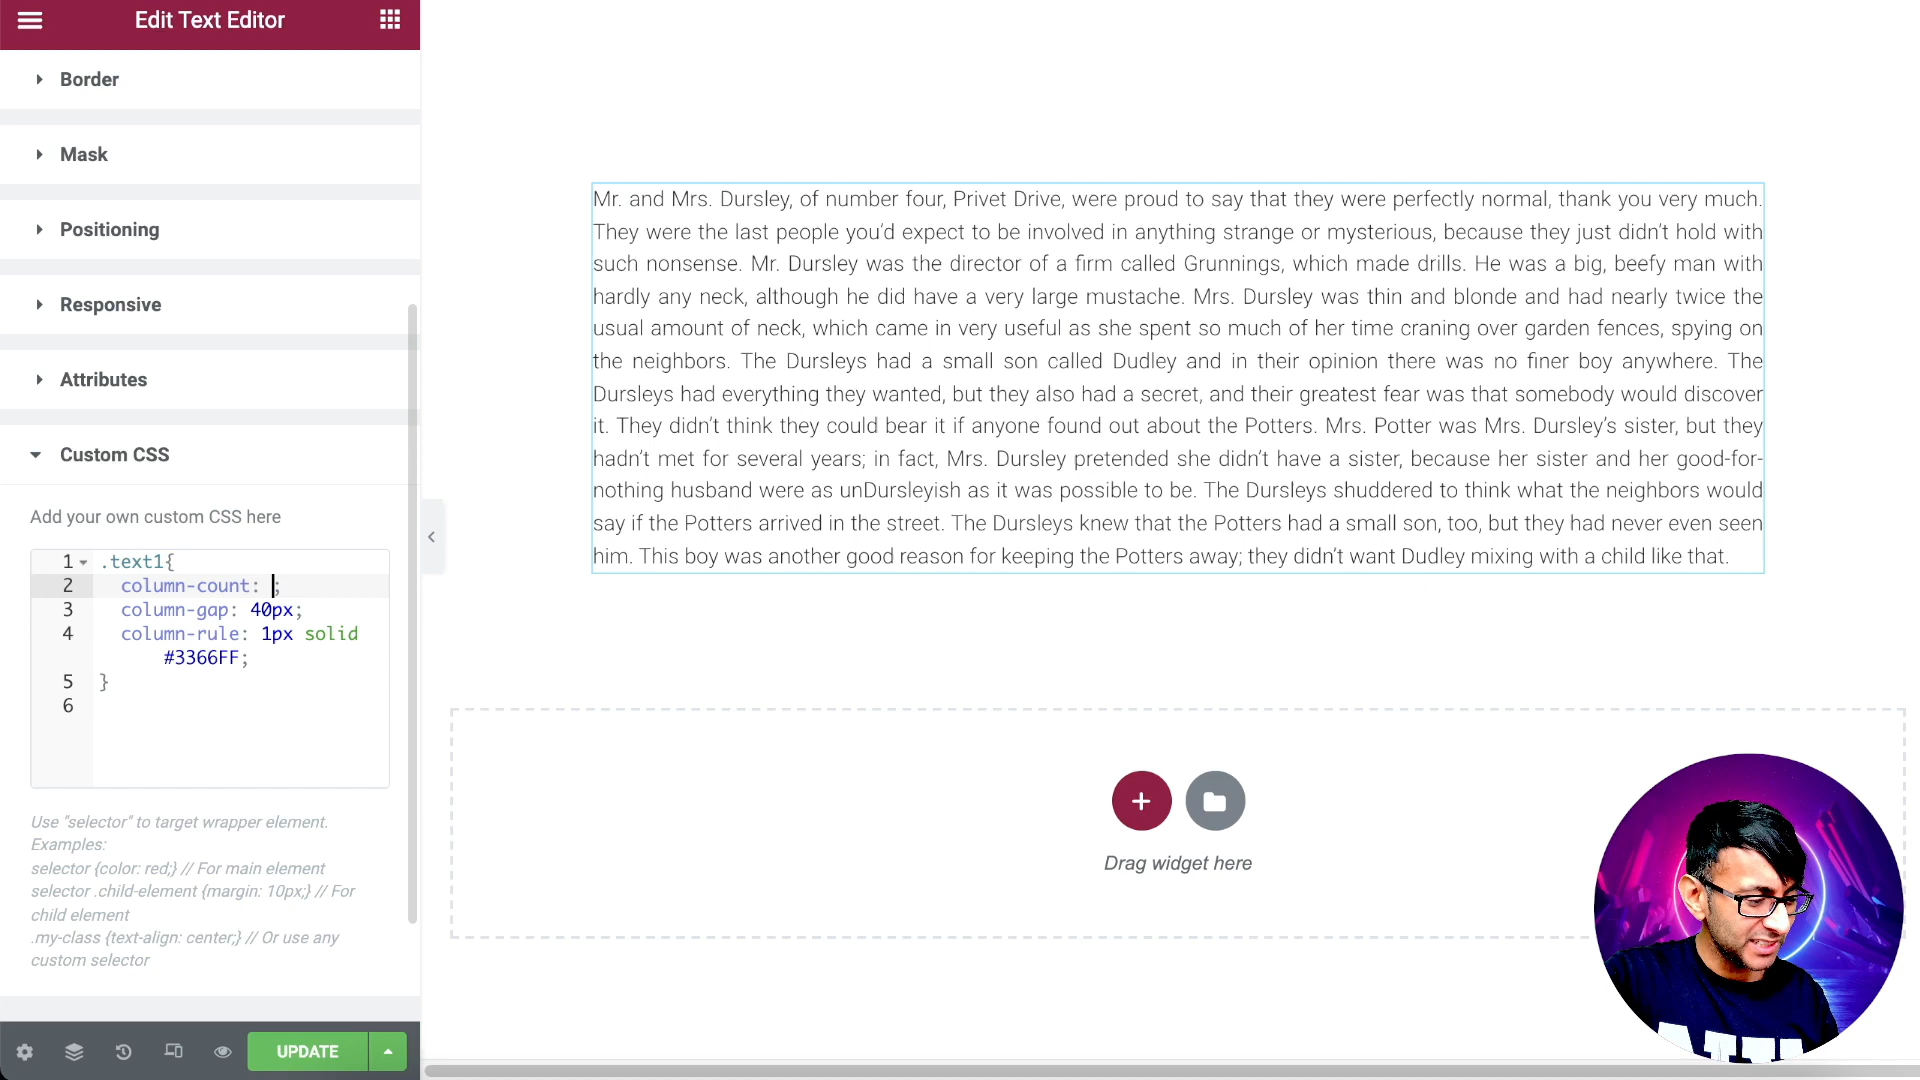 Edit Text Editor
Border
Mask
Positioning
Responsive
Attributes
Custom CSS
Add your own custom CSS here
1 .text1{
2 column-count: ;
3 column-gap: 40px;
4 column-rule: 1px solid
#3366FF;
5 }
6
Use "selector" to target wrapper element.
Examples:
selector {color: red;} // For main element
selector .child-element {margin: 10px;} // For
child element
.my-class {text-align: center;} // Or use any
custom selector
UPDATE
Mr. and Mrs. Dursley, of number four, Privet Drive, were proud to say that they were perfectly normal, thank you very much.
They were the last people you’d expect to be involved in anything strange or mysterious, because they just didn’t hold with
such nonsense. Mr. Dursley was the director of a firm called Grunnings, which made drills. He was a big, beefy man with
hardly any neck, although he did have a very large mustache. Mrs. Dursley was thin and blonde and had nearly twice the
usual amount of neck, which came in very useful as she spent so much of her time craning over garden fences, spying on
the neighbors. The Dursleys had a small son called Dudley and in their opinion there was no finer boy anywhere. The
Dursleys had everything they wanted, but they also had a secret, and their greatest fear was that somebody would discover
it. They didn’t think they could bear it if anyone found out about the Potters. Mrs. Potter was Mrs. Dursley’s sister, but they
hadn’t met for several years; in fact, Mrs. Dursley pretended she didn’t have a sister, because her sister and her good-for-
nothing husband were as unDursleyish as it was possible to be. The Dursleys shuddered to think what the neighbors would
say if the Potters arrived in the street. The Dursleys knew that the Potters had a small son, too, but they had never even seen
him. This boy was another good reason for keeping the Potters away; they didn’t want Dudley mixing with a child like that.
Drag widget here